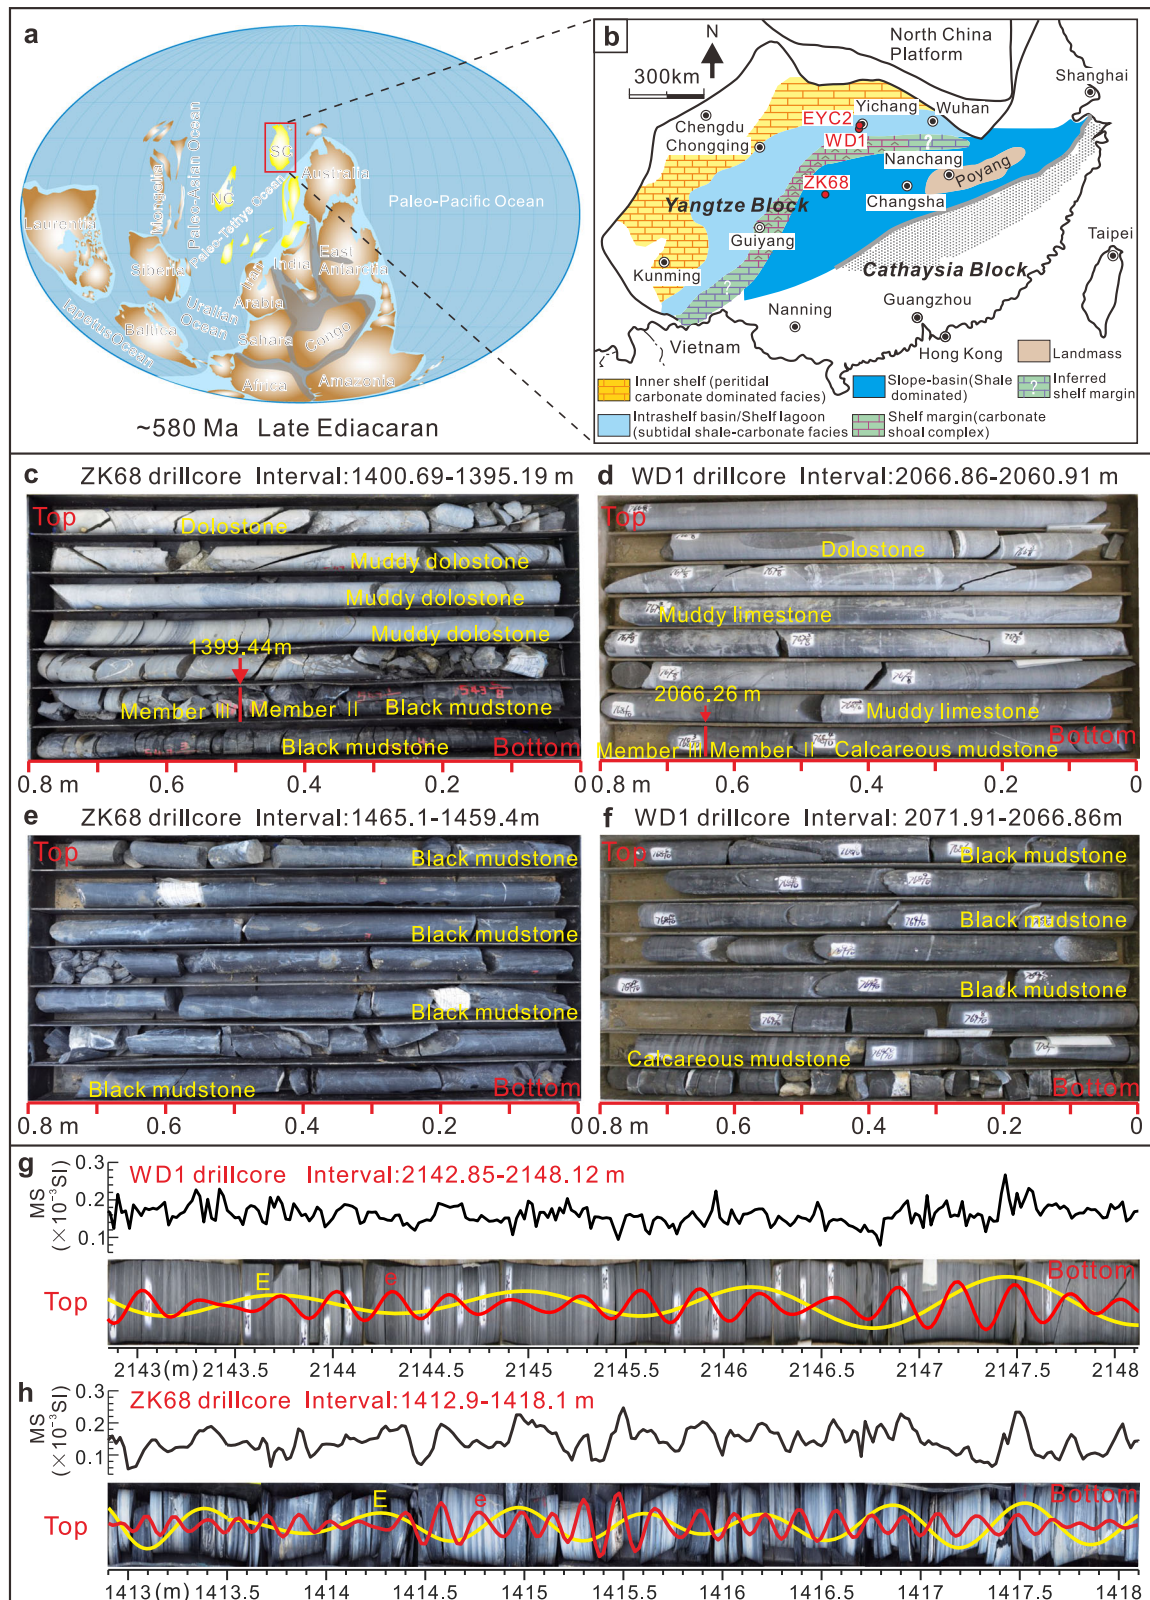 a
Paleo-Asian Ocean
Mongolia
SC
NC
Australia
Paleo-Tethys Ocean
Paleo-Pacific Ocean
Laurentia
Siberia
Iran
India
East
Antarctia
Arabia
Uralian
Ocean
Iapetus Ocean
Baltica
Sahara
Congo
Africa
Amazonia
~580 Ma Late Ediacaran
b
N
300km
North China
Platform
Shanghai
Yichang
Wuhan
EYC2
Chengdu
Chongqing
WD1
?
Nanchang
Poyang
ZK68
Changsha
Yangtze Block
Guiyang
Taipei
Kunming
Cathaysia Block
?
Nanning
Guangzhou
Vietnam
Hong Kong
Landmass
Inner shelf (peritidal
carbonate dominated facies)
Slope-basin(Shale
dominated)
?
Inferred
shelf margin
Intrashelf basin/Shelf lagoon
(subtidal shale-carbonate facies
Shelf margin(carbonate
shoal complex)
c
ZK68 drillcore Interval:1400.69-1395.19 m
Top
Dolostone
Muddy dolostone
Muddy dolostone
Muddy dolostone
1399.44m
Member III
Member II
Black mudstone
Black mudstone
Bottom
0.8 m 0.6 0.4 0.2 0
d
WD1 drillcore Interval:2066.86-2060.91 m
Top
Dolostone
Muddy limestone
2066.26 m
Muddy limestone
Member III
Member II
Calcareous mudstone
Bottom
0.8 m 0.6 0.4 0.2 0
e
ZK68 drillcore Interval:1465.1-1459.4m
Top
Black mudstone
Black mudstone
Black mudstone
Black mudstone
Bottom
0.8 m 0.6 0.4 0.2 0
f
WD1 drillcore Interval: 2071.91-2066.86m
Top
Black mudstone
Black mudstone
Black mudstone
Calcareous mudstone
Bottom
0.8 m 0.6 0.4 0.2 0
g
WD1 drillcore Interval:2142.85-2148.12 m
MS
(×10⁻³SI)
0.3
0.2
0.1
E
e
Top
Bottom
2143(m) 2143.5 2144 2144.5 2145 2145.5 2146 2146.5 2147 2147.5 2148
h
ZK68 drillcore Interval:1412.9-1418.1 m
MS
(×10⁻³SI)
0.3
0.2
0.1
E
e
Top
Bottom
1413(m) 1413.5 1414 1414.5 1415 1415.5 1416 1416.5 1417 1417.5 1418